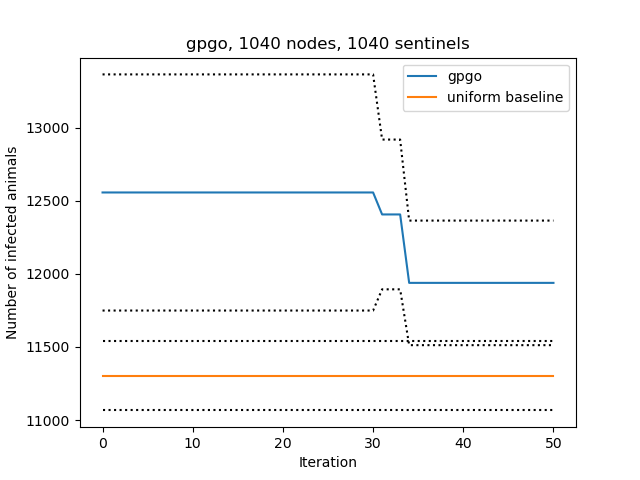 gpgo, 1040 nodes, 1040 sentinels
gpgo
uniform baseline
Number of infected animals
13000
12500
12000
11500
11000
0 10 20 30 40 50
Iteration